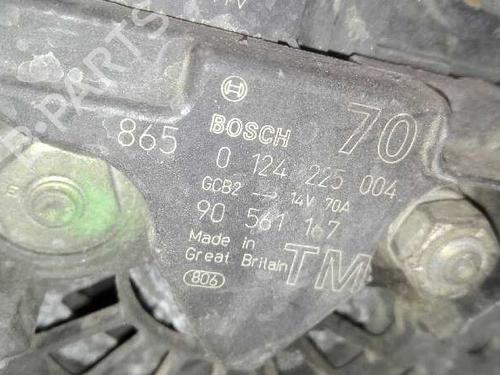 B-PARTS
865
BOSCH
70
0 124 225 004
GCB2 → 14V 70A
90 561 167
Made in
Great Britain
TM
806